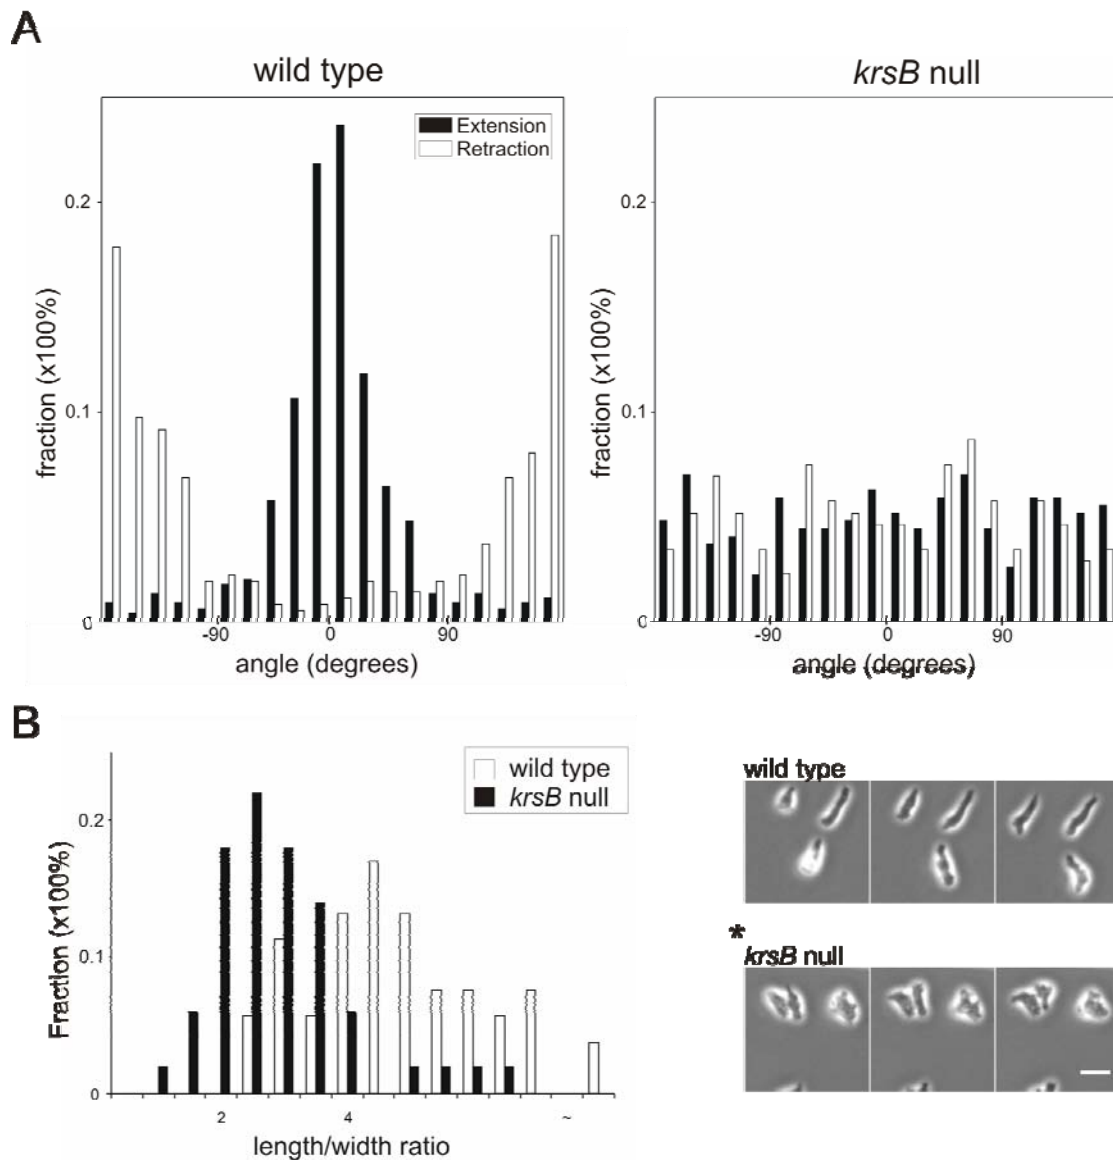 A
wild type
krsB null
Extension
Retraction
0.2
0.1
0
fraction (x100%)
-90
0
90
angle (degrees)
0.2
0.1
0
fraction (x100%)
-90
0
90
angle (degrees)
B
wild type
krsB null
0.2
0.1
0
Fraction (x100%)
2
4
~
length/width ratio
wild type
*
krsB null